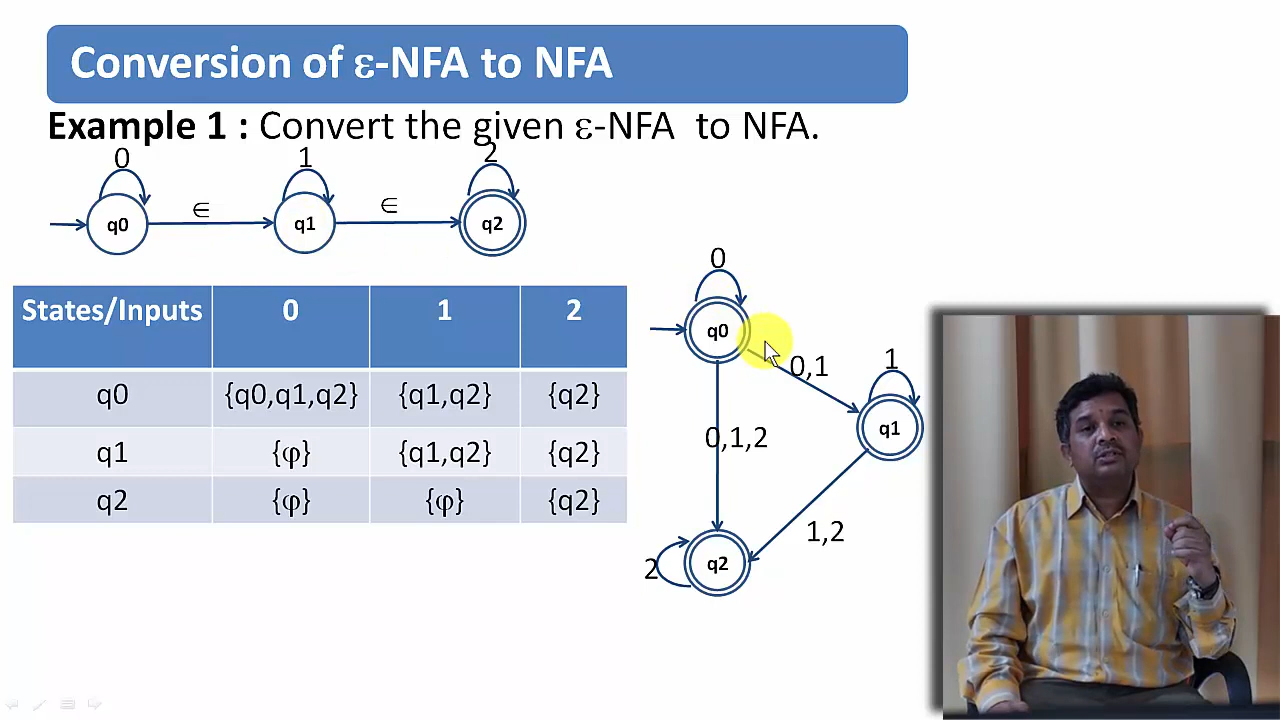 Conversion of ε-NFA to NFA
Example 1 : Convert the given ε-NFA to NFA.
0 1 2
∈ ∈
q0 q1 q2
States/Inputs 0 1 2
q0 {q0,q1,q2} {q1,q2} {q2}
q1 {φ} {q1,q2} {q2}
q2 {φ} {φ} {q2}
0
q0
0,1
1
q1
0,1,2
1,2
2
q2